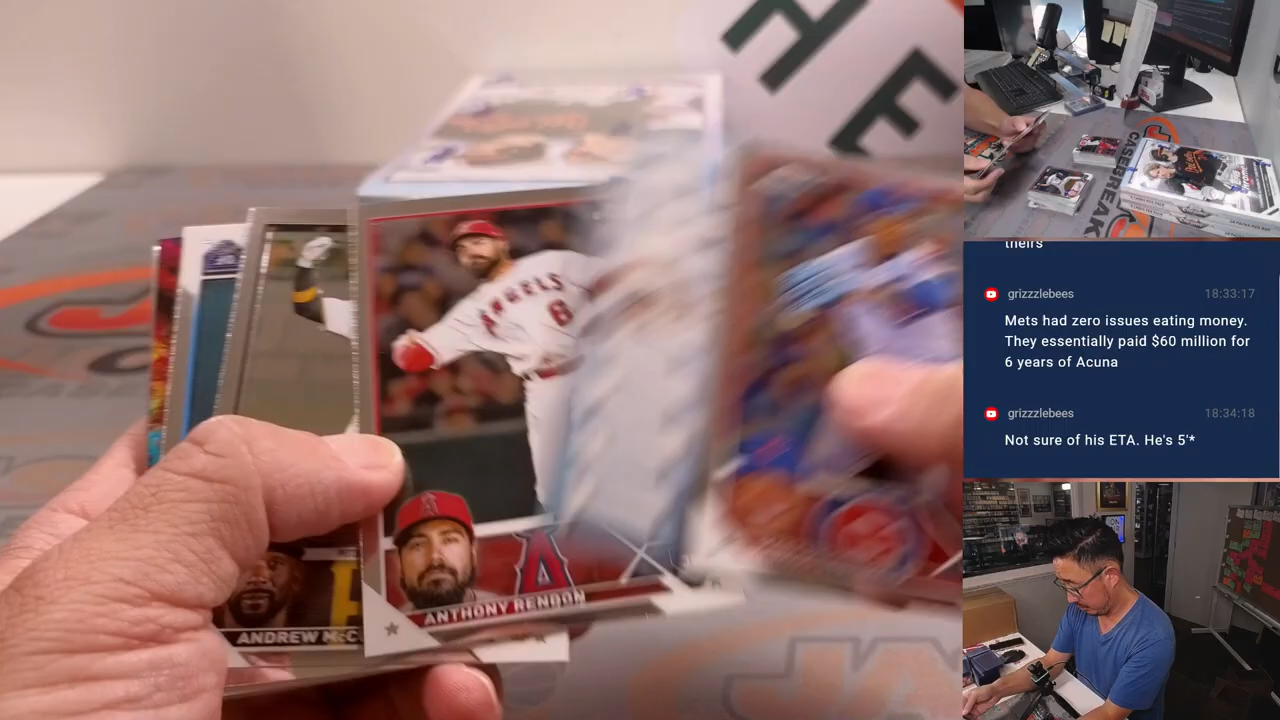 HE
ANGELS
6
ANTHONY RENDON
ANDREW McC
JA
CASEBREAK
theirs
grizzzlebees 18:33:17
Mets had zero issues eating money.
They essentially paid $60 million for
6 years of Acuna
grizzzlebees 18:34:18
Not sure of his ETA. He's 5'*